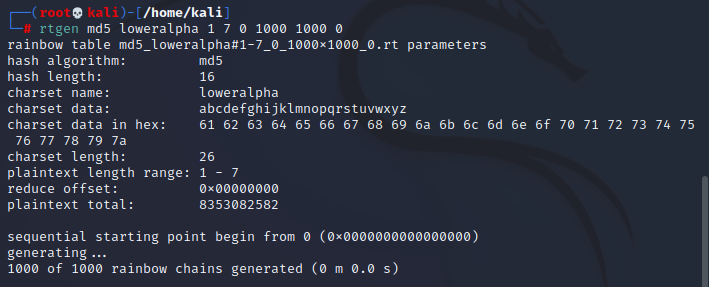 ┌──(root💀kali)-[/home/kali]
└─# rtgen md5 loweralpha 1 7 0 1000 1000 0
rainbow table md5_loweralpha#1-7_0_1000×1000_0.rt parameters
hash algorithm:         md5
hash length:            16
charset name:           loweralpha
charset data:           abcdefghijklmnopqrstuvwxyz
charset data in hex:    61 62 63 64 65 66 67 68 69 6a 6b 6c 6d 6e 6f 70 71 72 73 74 75
 76 77 78 79 7a
charset length:         26
plaintext length range: 1 - 7
reduce offset:          0×00000000
plaintext total:        8353082582

sequential starting point begin from 0 (0×0000000000000000)
generating...
1000 of 1000 rainbow chains generated (0 m 0.0 s)